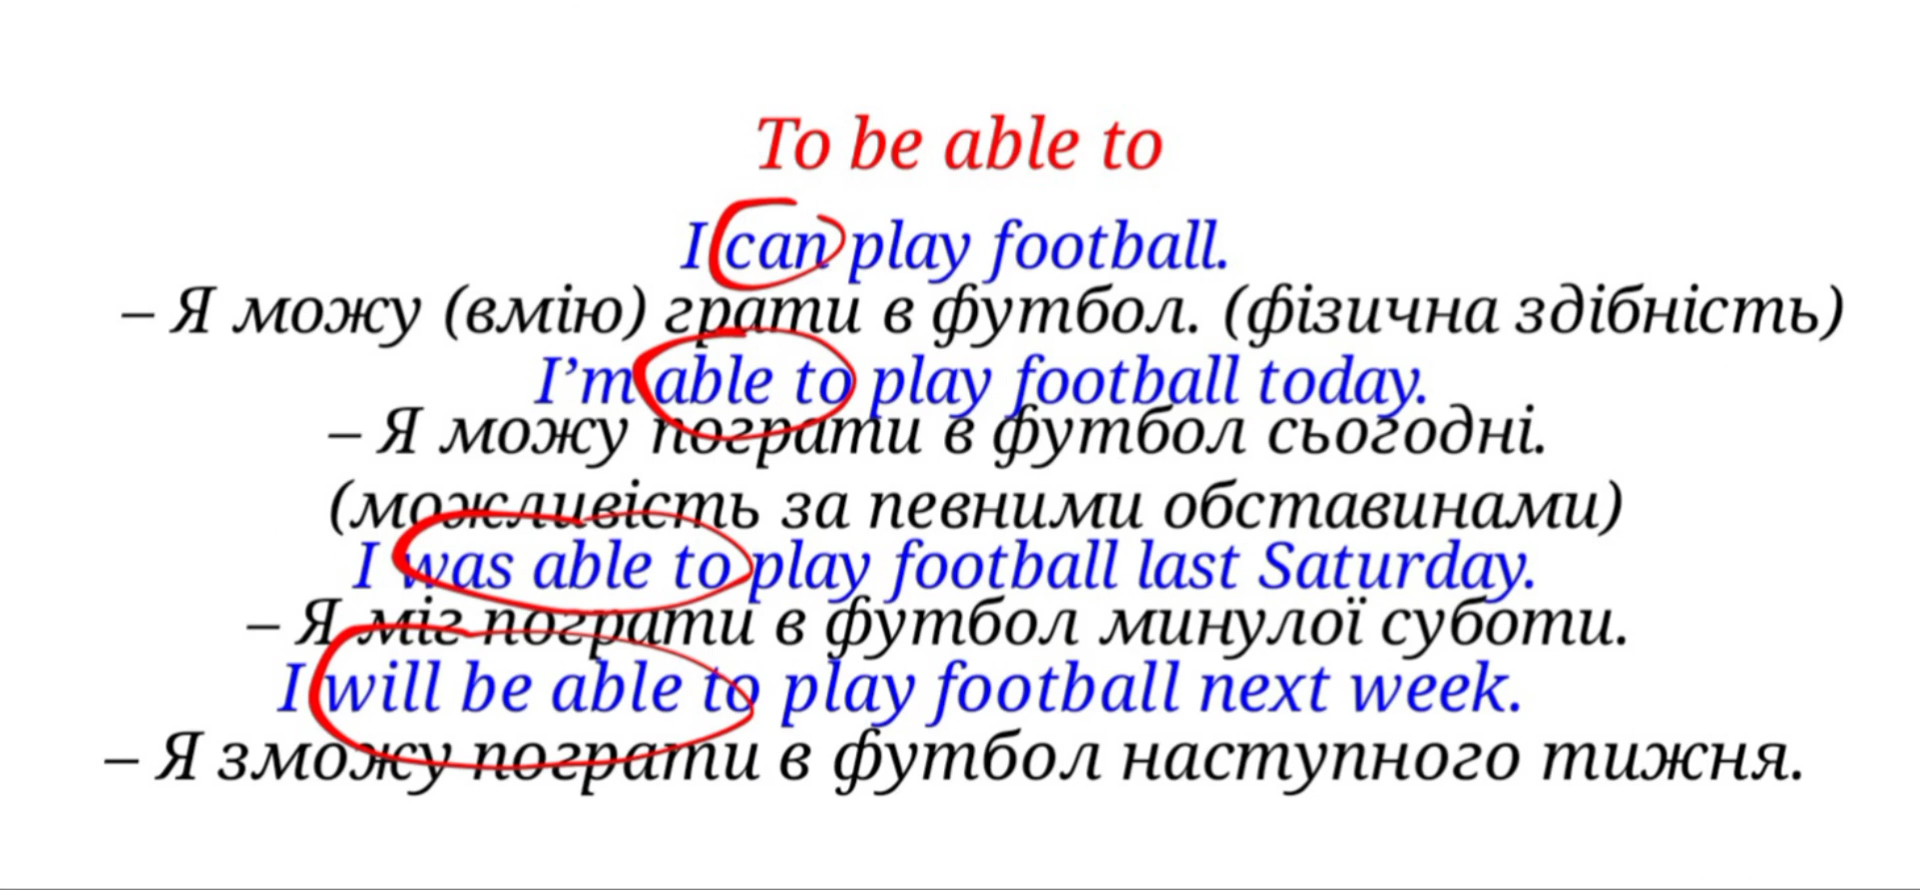 To be able to
I can play football.
– Я можу (вмію) грати в футбол. (фізична здібність)
I’m able to play football today.
– Я можу пограти в футбол сьогодні.
(можливість за певними обставинами)
I was able to play football last Saturday.
– Я міг пограти в футбол минулої суботи.
I will be able to play football next week.
– Я зможу пограти в футбол наступного тижня.